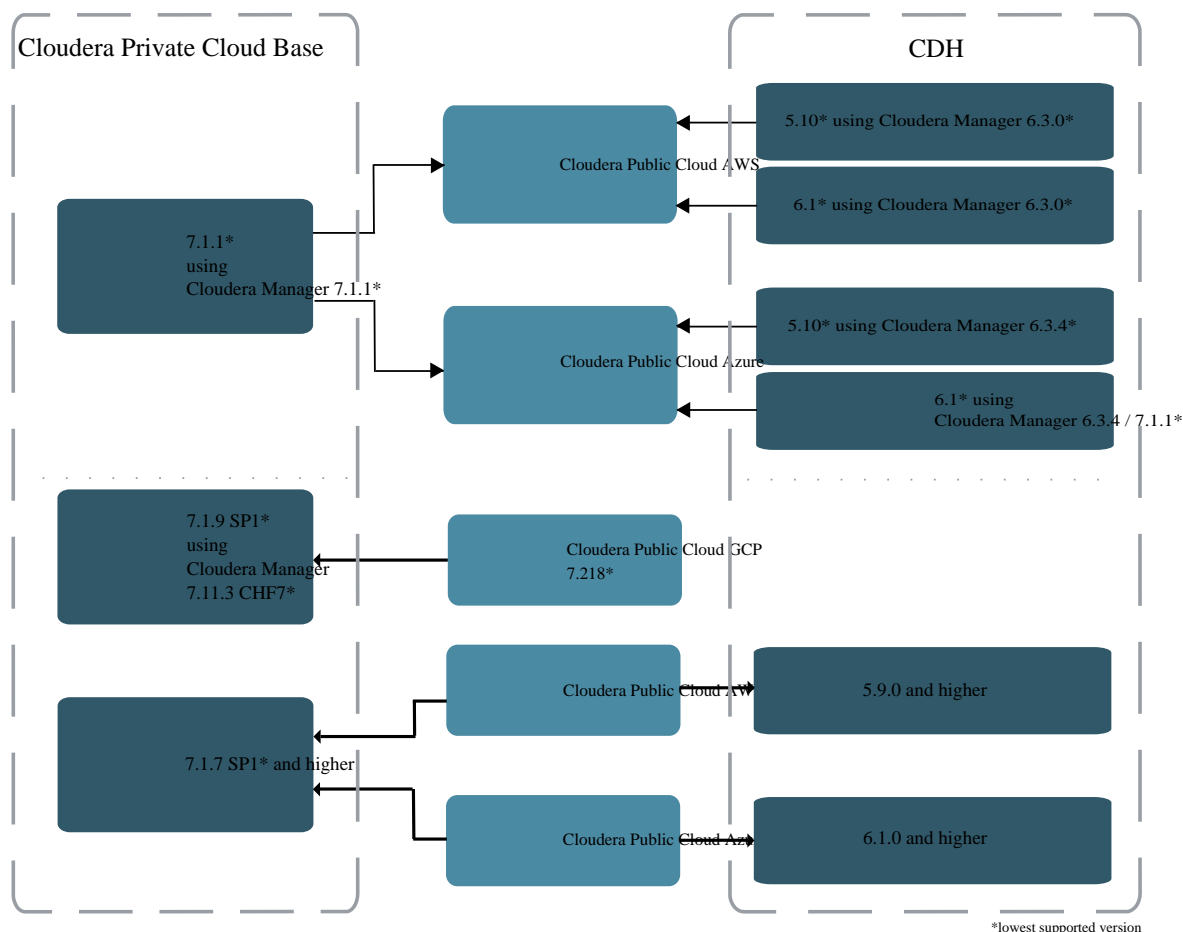 Cloudera Private Cloud Base
CDH
5.10* using Cloudera Manager 6.3.0*
Cloudera Public Cloud AWS
6.1* using Cloudera Manager 6.3.0*
7.1.1*
using
Cloudera Manager 7.1.1*
5.10* using Cloudera Manager 6.3.4*
Cloudera Public Cloud Azure
6.1* using
Cloudera Manager 6.3.4 / 7.1.1*
7.1.9 SP1*
using
Cloudera Manager
7.11.3 CHF7*
Cloudera Public Cloud GCP
7.218*
Cloudera Public Cloud AWS
5.9.0 and higher
7.1.7 SP1* and higher
Cloudera Public Cloud Azure
6.1.0 and higher
*lowest supported version